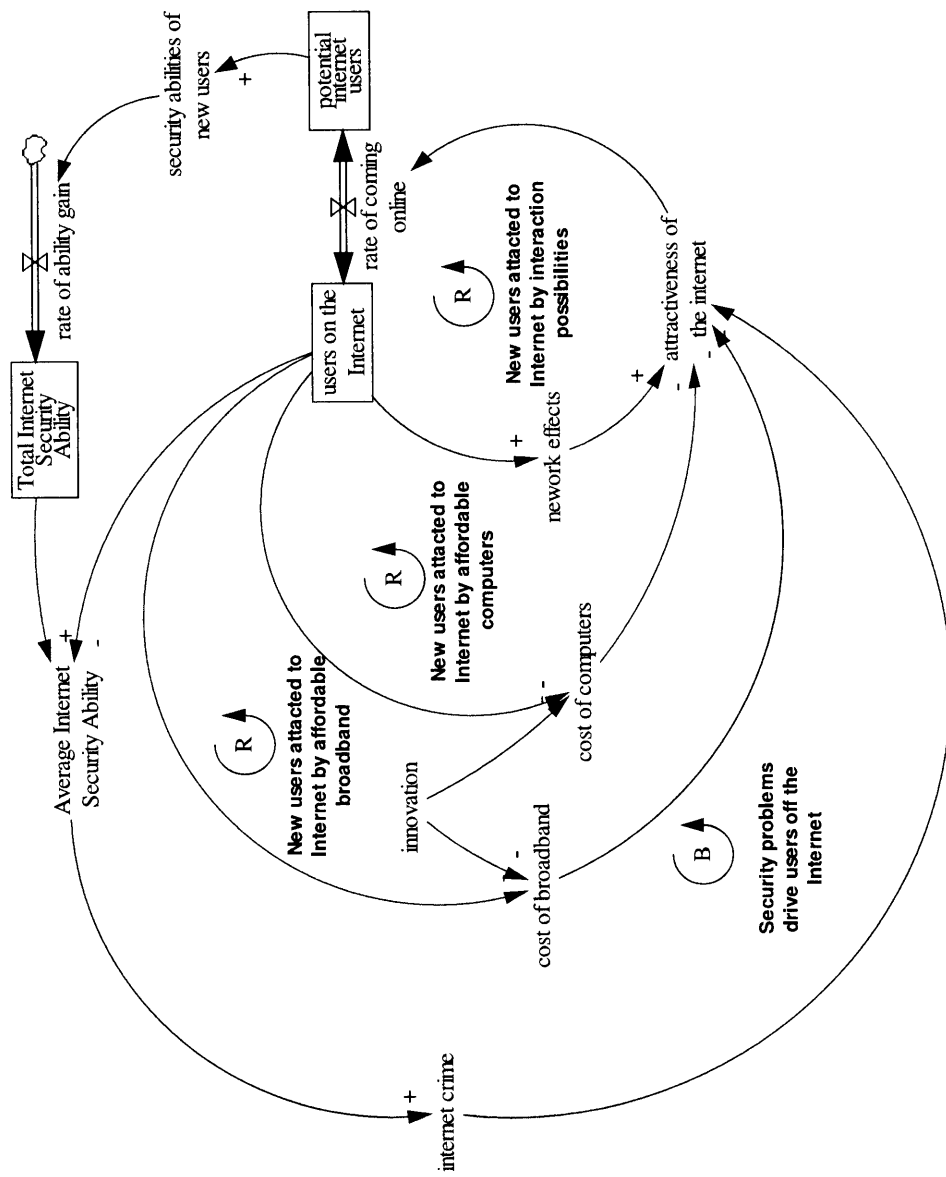 Total Internet
Security
Ability
rate of ability gain
security abilities of
new users
+
potential
internet
users
Average Internet
Security Ability
+
-
users on the
Internet
rate of coming
online
R
New users attacted to
Internet by affordable
broadband
R
New users attacted to
Internet by affordable
computers
R
New users attacted to
Internet by interaction
possibilities
innovation
+
nework effects
-
-
cost of broadband
-
-
cost of computers
+
-
attractiveness of
the internet
-
-
+
internet crime
B
Security problems
drive users off the
Internet